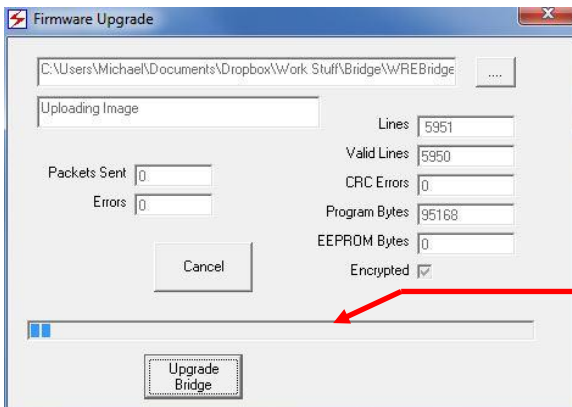 Firmware Upgrade
C:\Users\Michael\Documents\Dropbox\Work Stuff\Bridge\WREBridge
....
Uploading Image
Lines 5951
Valid Lines 5950
Packets Sent 0
CRC Errors 0
Errors 0
Program Bytes 95168
EEPROM Bytes 0
Cancel
Encrypted
Upgrade
Bridge